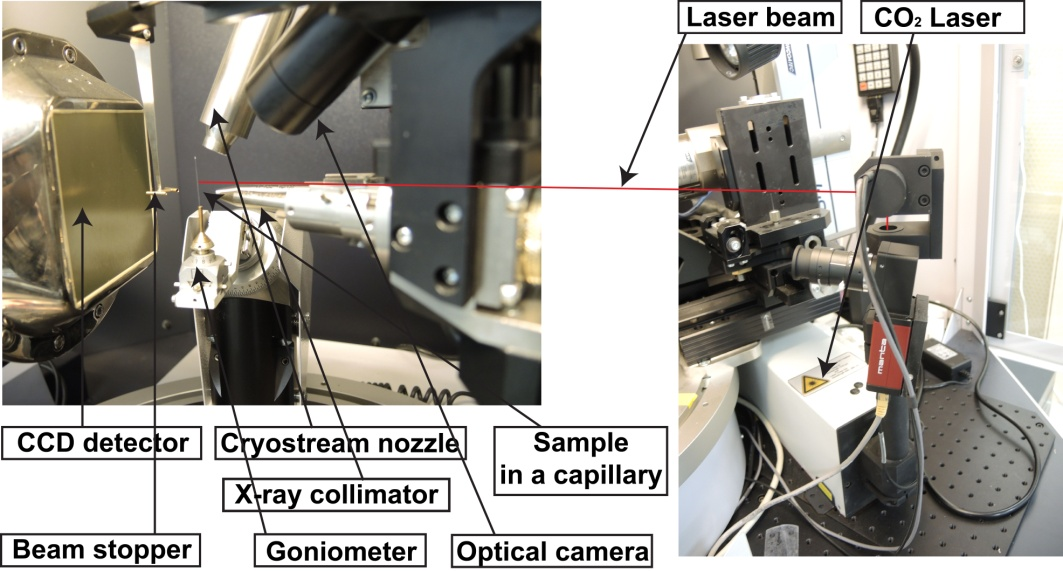 Laser beam
CO₂ Laser
manta
CCD detector
Cryostream nozzle
Sample
in a capillary
X-ray collimator
Beam stopper
Goniometer
Optical camera